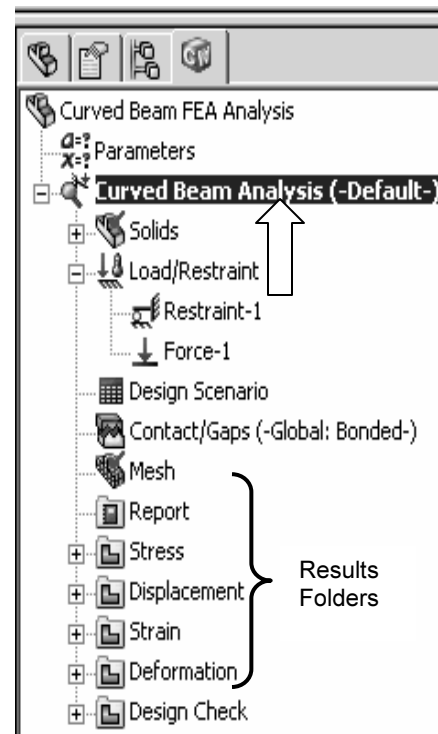 Curved Beam FEA Analysis
Parameters
Curved Beam Analysis (-Default-)
Solids
Load/Restraint
Restraint-1
Force-1
Design Scenario
Contact/Gaps (-Global: Bonded-)
Mesh
Report
Stress
Displacement
Strain
Deformation
Design Check
Results
Folders